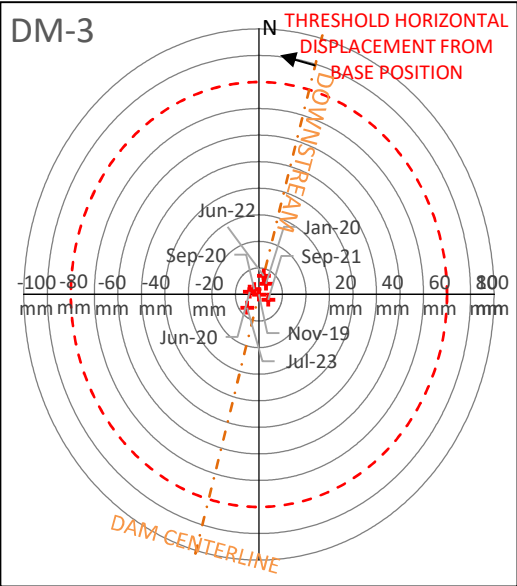 DM-3
N
THRESHOLD HORIZONTAL
DISPLACEMENT FROM
BASE POSITION
DOWNSTREAM
Jun-22
Jan-20
Sep-20
Sep-21
-100 -80 -60 -40 -20 20 40 60 80 100
mm mm mm mm mm mm mm mm mm
Jun-20
Nov-19
Jul-23
DAM CENTERLINE